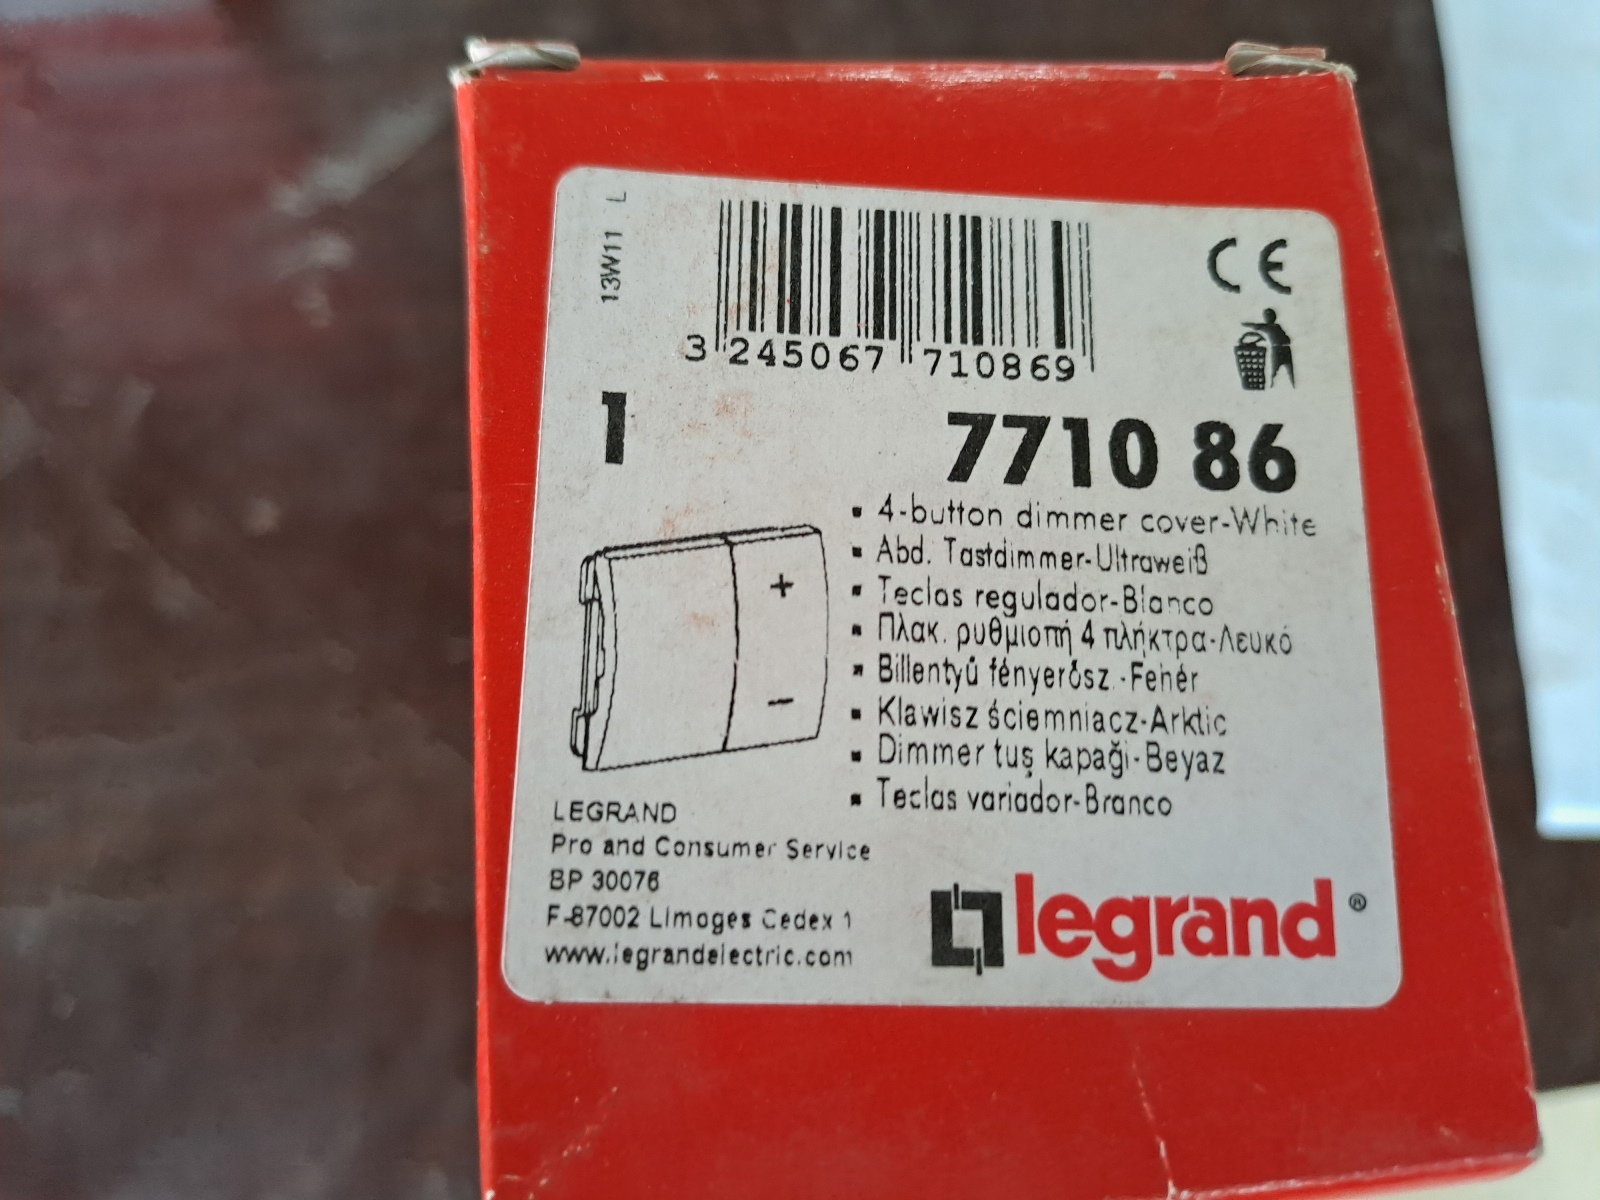 13W11 L
CE
3 245067 710869
1
7710 86
▪ 4-button dimmer cover-White
▪ Abd. Tastdimmer-Ultraweiß
▪ Teclas regulador-Blanco
▪ Πλακ. ρυθμιοτή 4 πλήκτρα-Λευκό
▪ Billentyű fényerősz.-Fehér
▪ Klawisz ściemniacz-Arktic
▪ Dimmer tuş kapaği-Beyaz
▪ Teclas variador-Branco
+
−
LEGRAND
Pro and Consumer Service
BP 30076
F-87002 Limoges Cedex 1
www.legrandelectric.com
legrand®